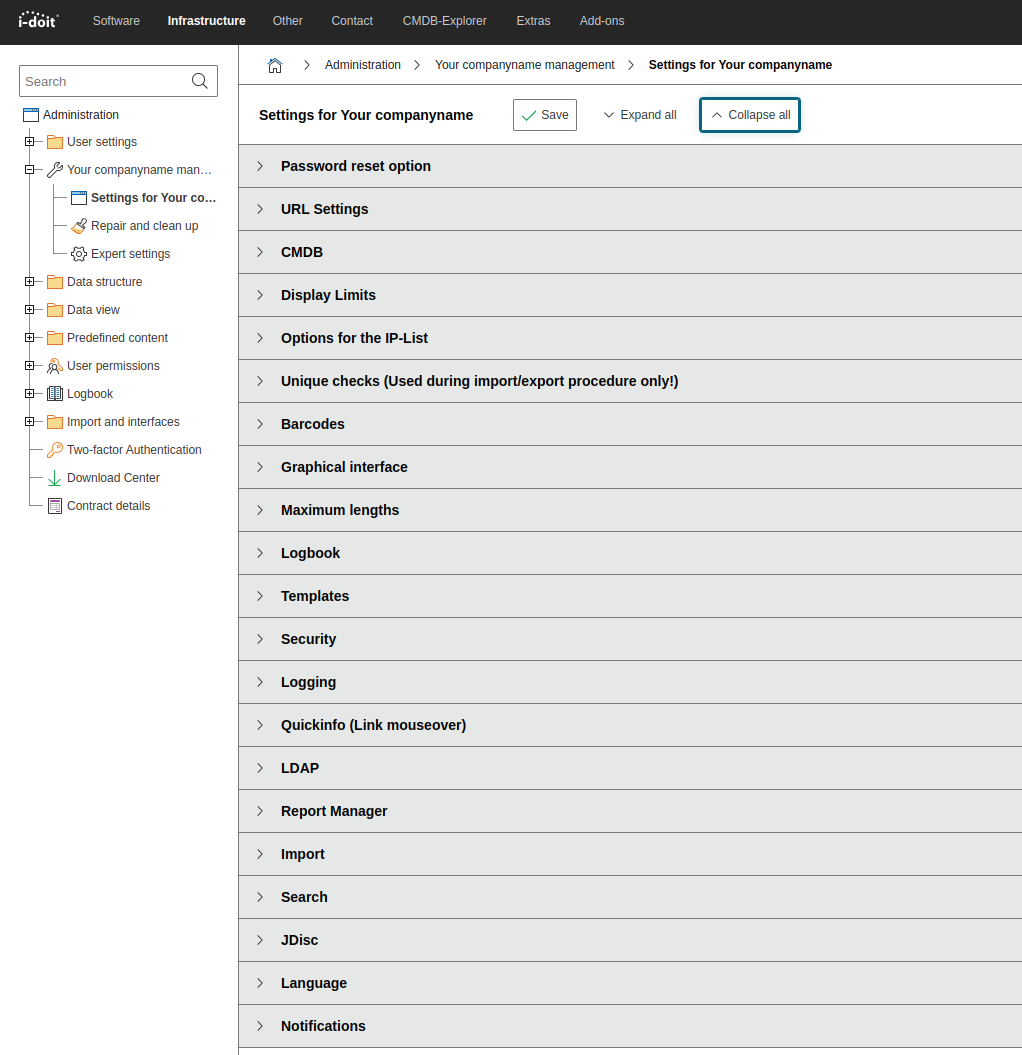 i-doit Software Infrastructure Other Contact CMDB-Explorer Extras Add-ons
Search
Administration
User settings
Your companyname man...
Settings for Your co...
Repair and clean up
Expert settings
Data structure
Data view
Predefined content
User permissions
Logbook
Import and interfaces
Two-factor Authentication
Download Center
Contract details
Administration Your companyname management Settings for Your companyname
Settings for Your companyname Save Expand all Collapse all
Password reset option
URL Settings
CMDB
Display Limits
Options for the IP-List
Unique checks (Used during import/export procedure only!)
Barcodes
Graphical interface
Maximum lengths
Logbook
Templates
Security
Logging
Quickinfo (Link mouseover)
LDAP
Report Manager
Import
Search
JDisc
Language
Notifications